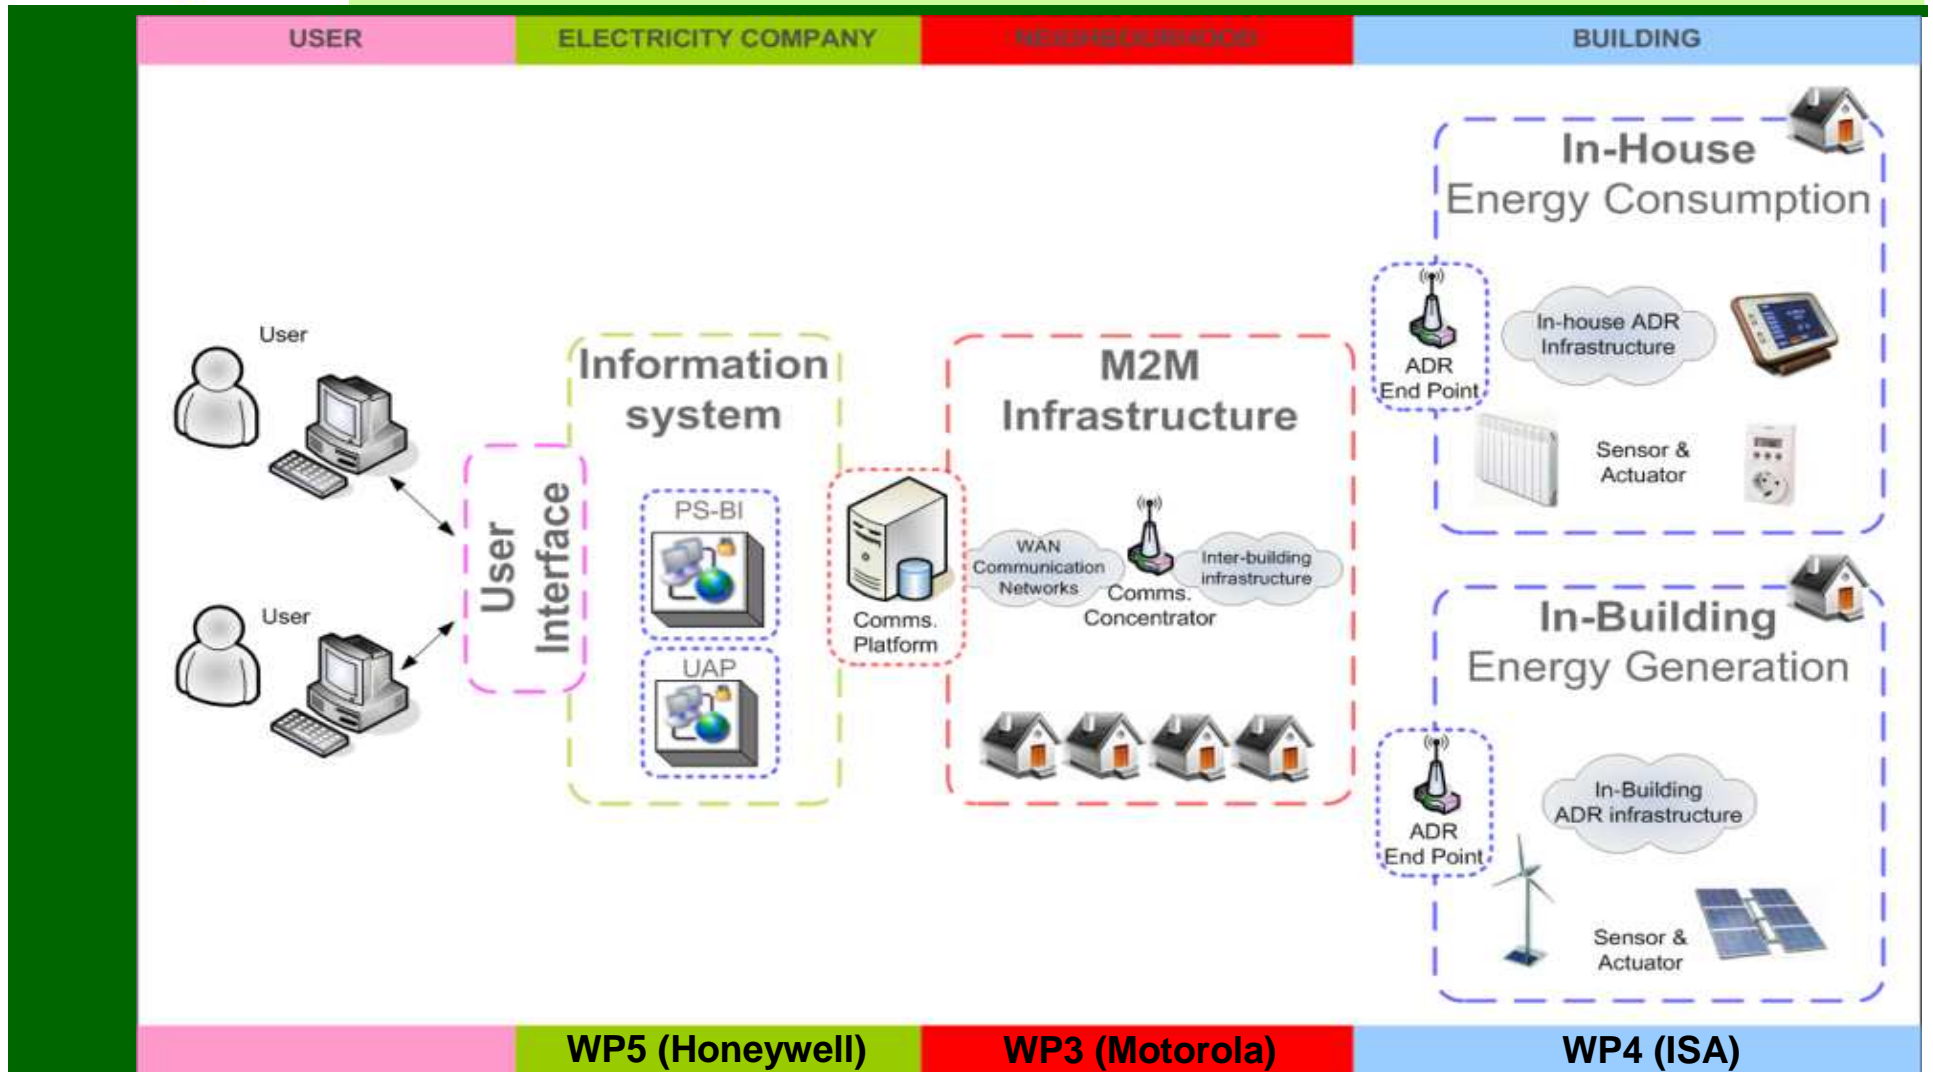 USER
ELECTRICITY COMPANY
NEIGHBOURHOOD
BUILDING
User
User
User
Interface
Information
system
PS-BI
UAP
Comms.
Platform
M2M
Infrastructure
WAN
Communication
Networks
Comms.
Concentrator
Inter-building
infrastructure
In-House
Energy Consumption
ADR
End Point
In-house ADR
Infrastructure
Sensor &
Actuator
In-Building
Energy Generation
ADR
End Point
In-Building
ADR infrastructure
Sensor &
Actuator
WP5 (Honeywell)
WP3 (Motorola)
WP4 (ISA)